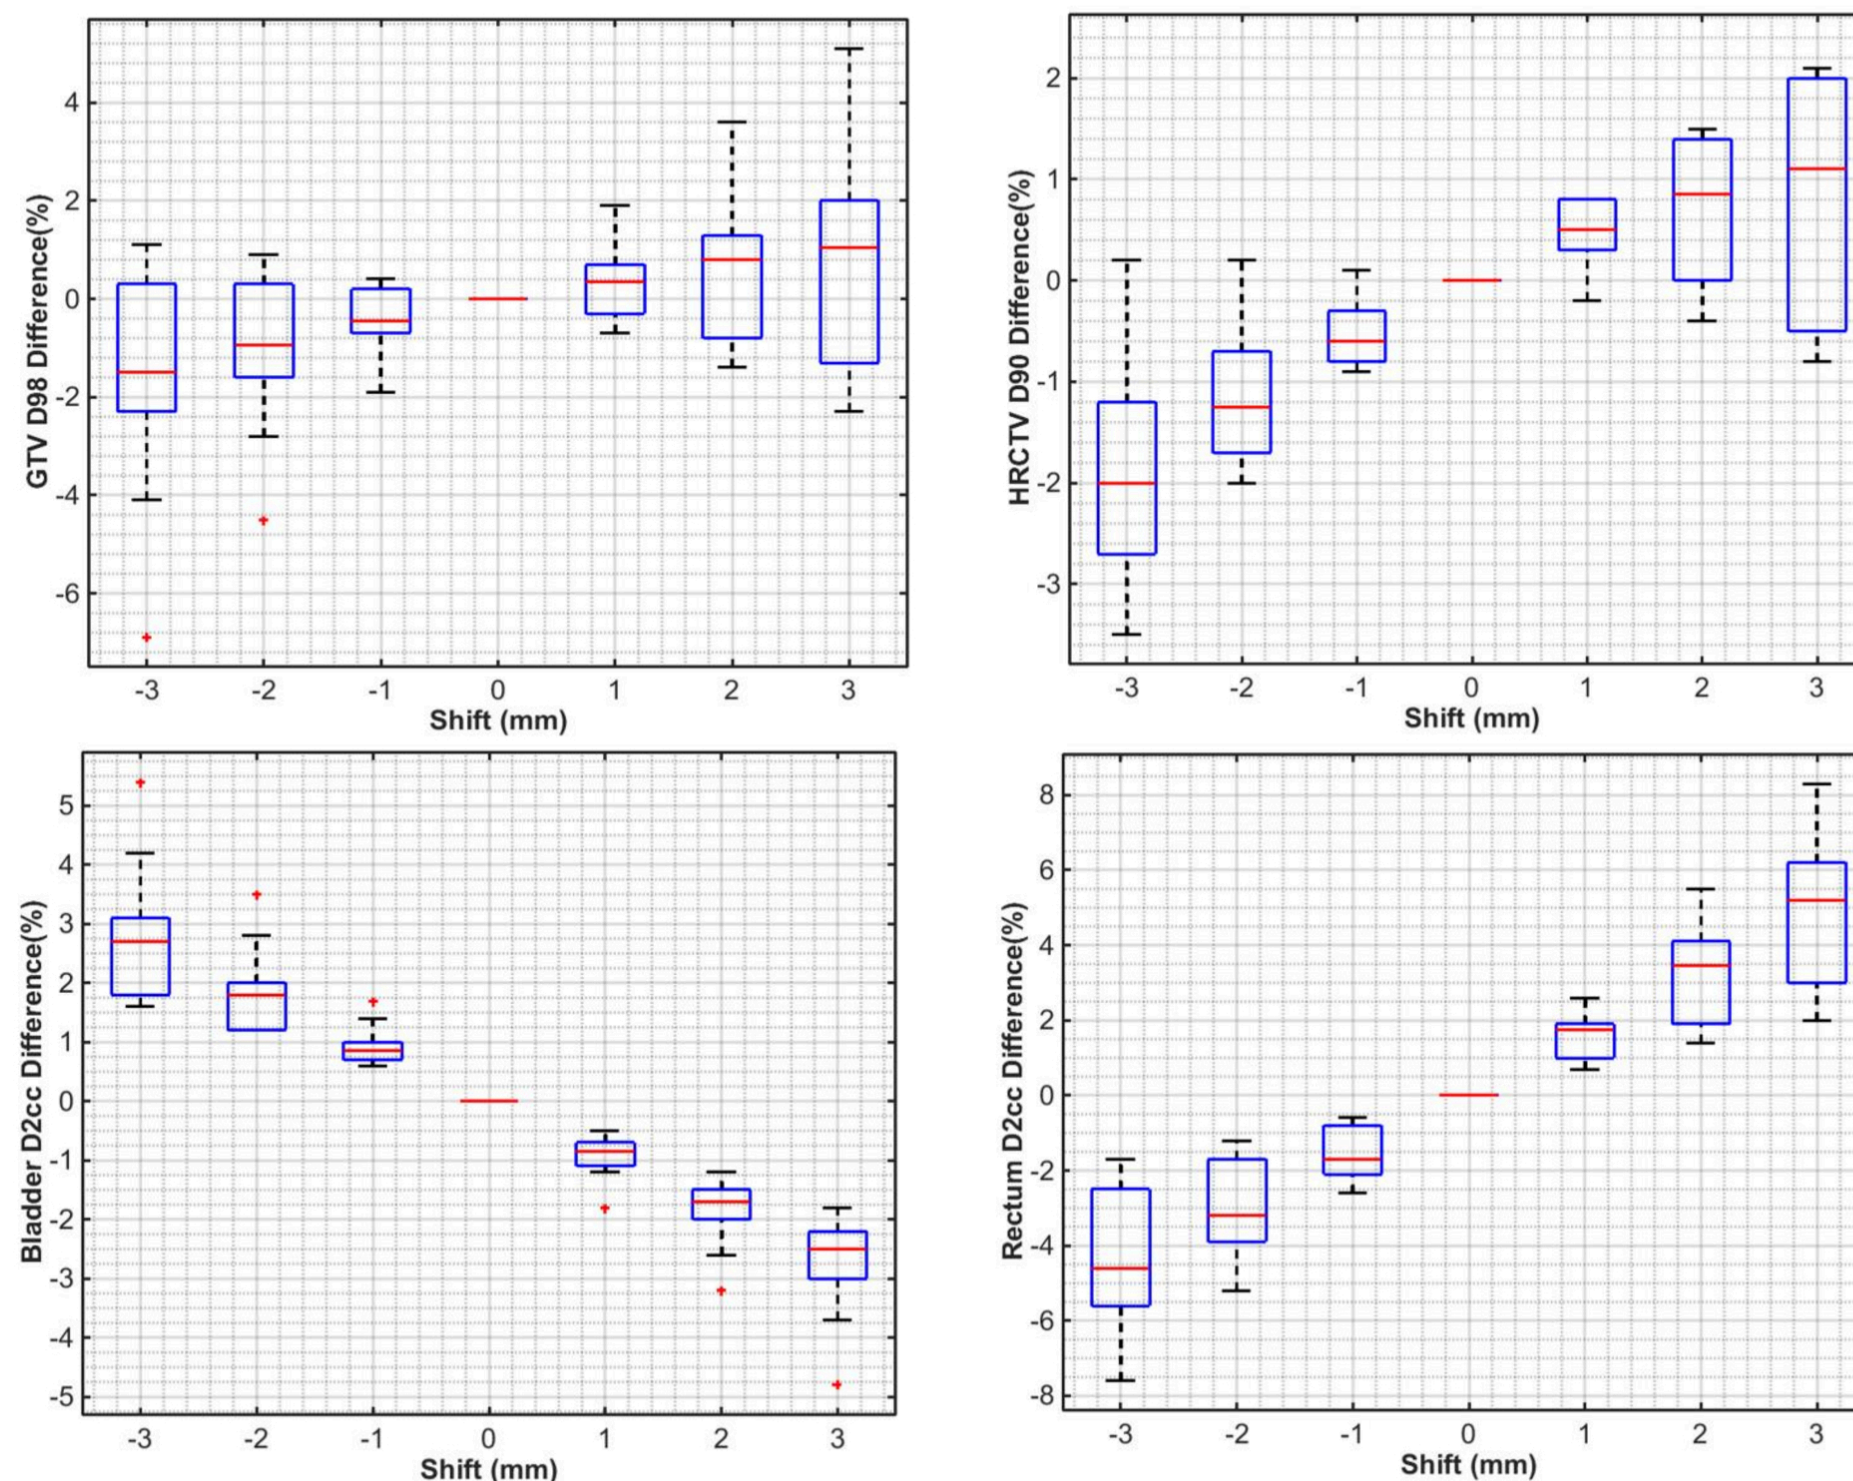 GTV D98 Difference(%)
4
2
0
-2
-4
-6
-3 -2 -1 0 1 2 3
Shift (mm)
HRCTV D90 Difference(%)
2
1
0
-1
-2
-3
-3 -2 -1 0 1 2 3
Shift (mm)
Bladder D2cc Difference(%)
5
4
3
2
1
0
-1
-2
-3
-4
-5
-3 -2 -1 0 1 2 3
Shift (mm)
Rectum D2cc Difference(%)
8
6
4
2
0
-2
-4
-6
-8
-3 -2 -1 0 1 2 3
Shift (mm)